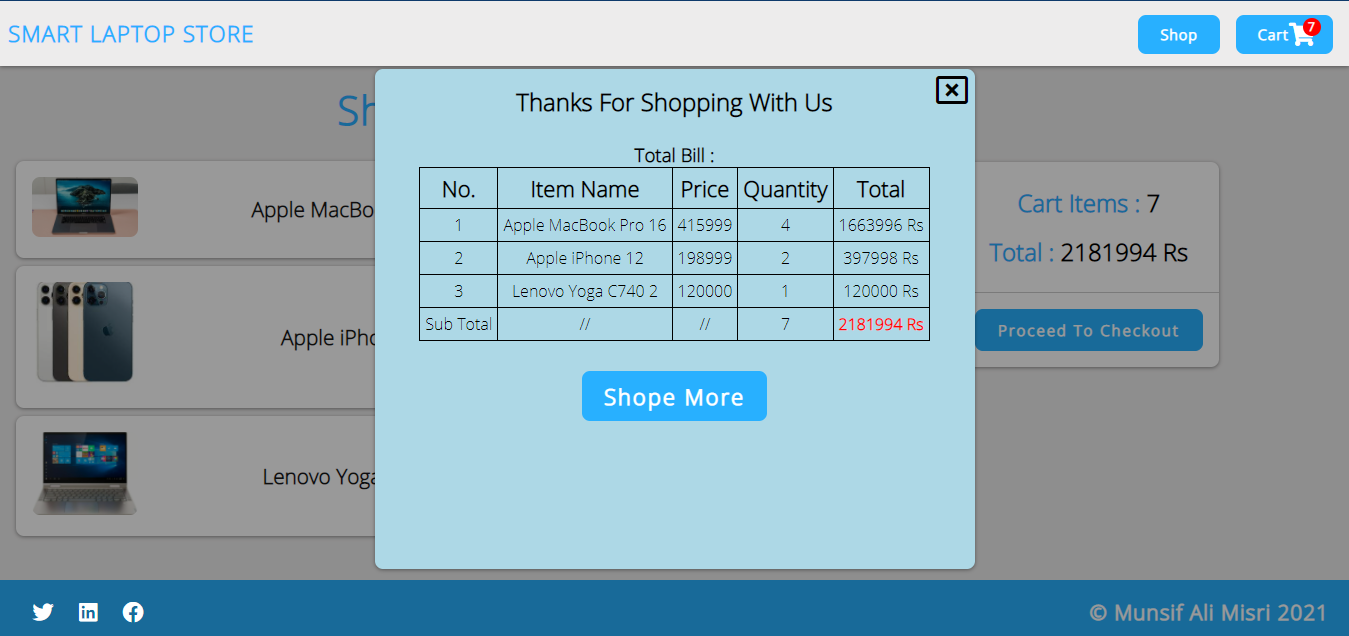 SMART LAPTOP STORE
Shop
Cart 7
Sh
Thanks For Shopping With Us
Total Bill :
No. Item Name Price Quantity Total
1 Apple MacBook Pro 16 415999 4 1663996 Rs
2 Apple iPhone 12 198999 2 397998 Rs
3 Lenovo Yoga C740 2 120000 1 120000 Rs
Sub Total // // 7 2181994 Rs
Shope More
Apple MacBo
Apple iPho
Lenovo Yoga
Cart Items : 7
Total : 2181994 Rs
Proceed To Checkout
© Munsif Ali Misri 2021